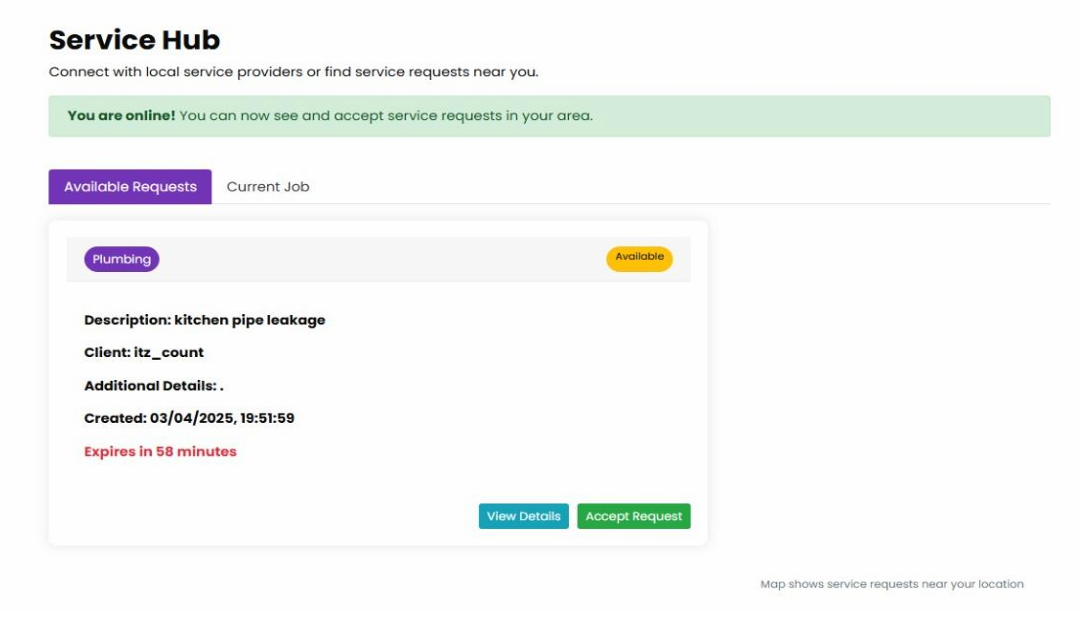 Service Hub
Connect with local service providers or find service requests near you.
You are online! You can now see and accept service requests in your area.
Available Requests Current Job
Plumbing Available
Description: kitchen pipe leakage
Client: itz_count
Additional Details: .
Created: 03/04/2025, 19:51:59
Expires in 58 minutes
View Details Accept Request
Map shows service requests near your location